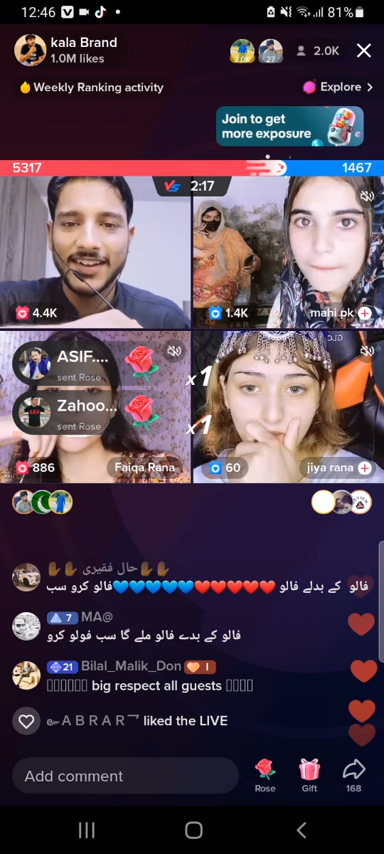 12:46
81%
kala Brand
1.0M likes
27
2.0K
Weekly Ranking activity
Explore
Join to get
more exposure
5317
VS 2:17
1467
4.4K
1.4K
mahi pk
ASIF....
sent Rose
x1
Zahoo...
sent Rose
x1
886
Faiqa Rana
60
jiya rana
حال فقیری
فالو کے بدلے فالو ❤️❤️❤️❤️❤️💙💙💙💙💙فالو کرو سب
7 MA@
فالو کے بدے فالو ملے گا سب فولو کرو
21 Bilal_Malik_Don I
big respect all guests
A B R A R liked the LIVE
Add comment
Rose
Gift
168